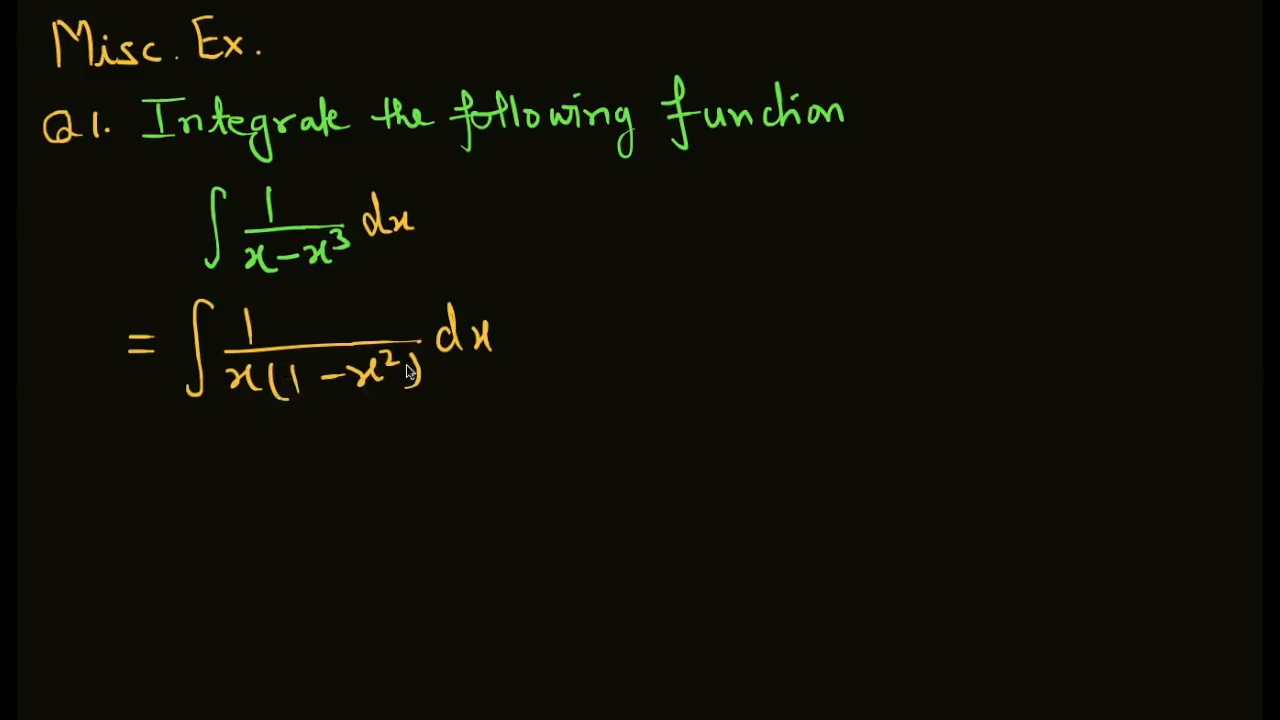 Misc. Ex.
Q1. Integrate the following function
∫ 1/(x-x³) dx
= ∫ 1/(x(1-x²)) dx